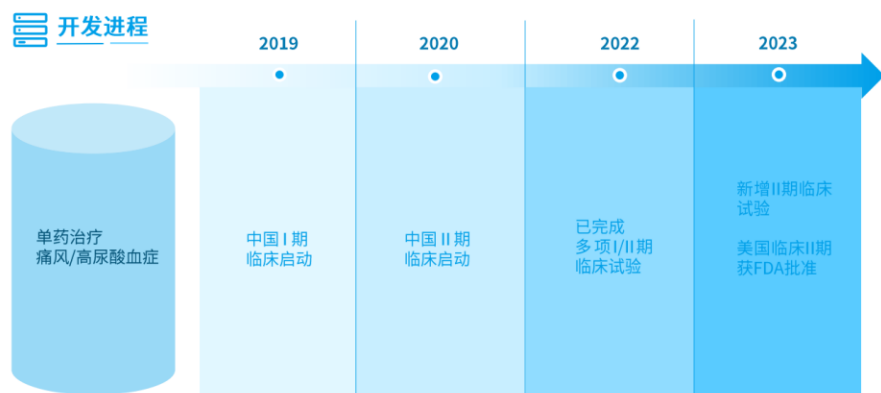 开发进程
2019
2020
2022
2023
单药治疗
痛风/高尿酸血症
中国 I 期
临床启动
中国 II 期
临床启动
已完成
多项I/II期
临床试验
新增II期临床
试验
美国临床II期
获FDA批准